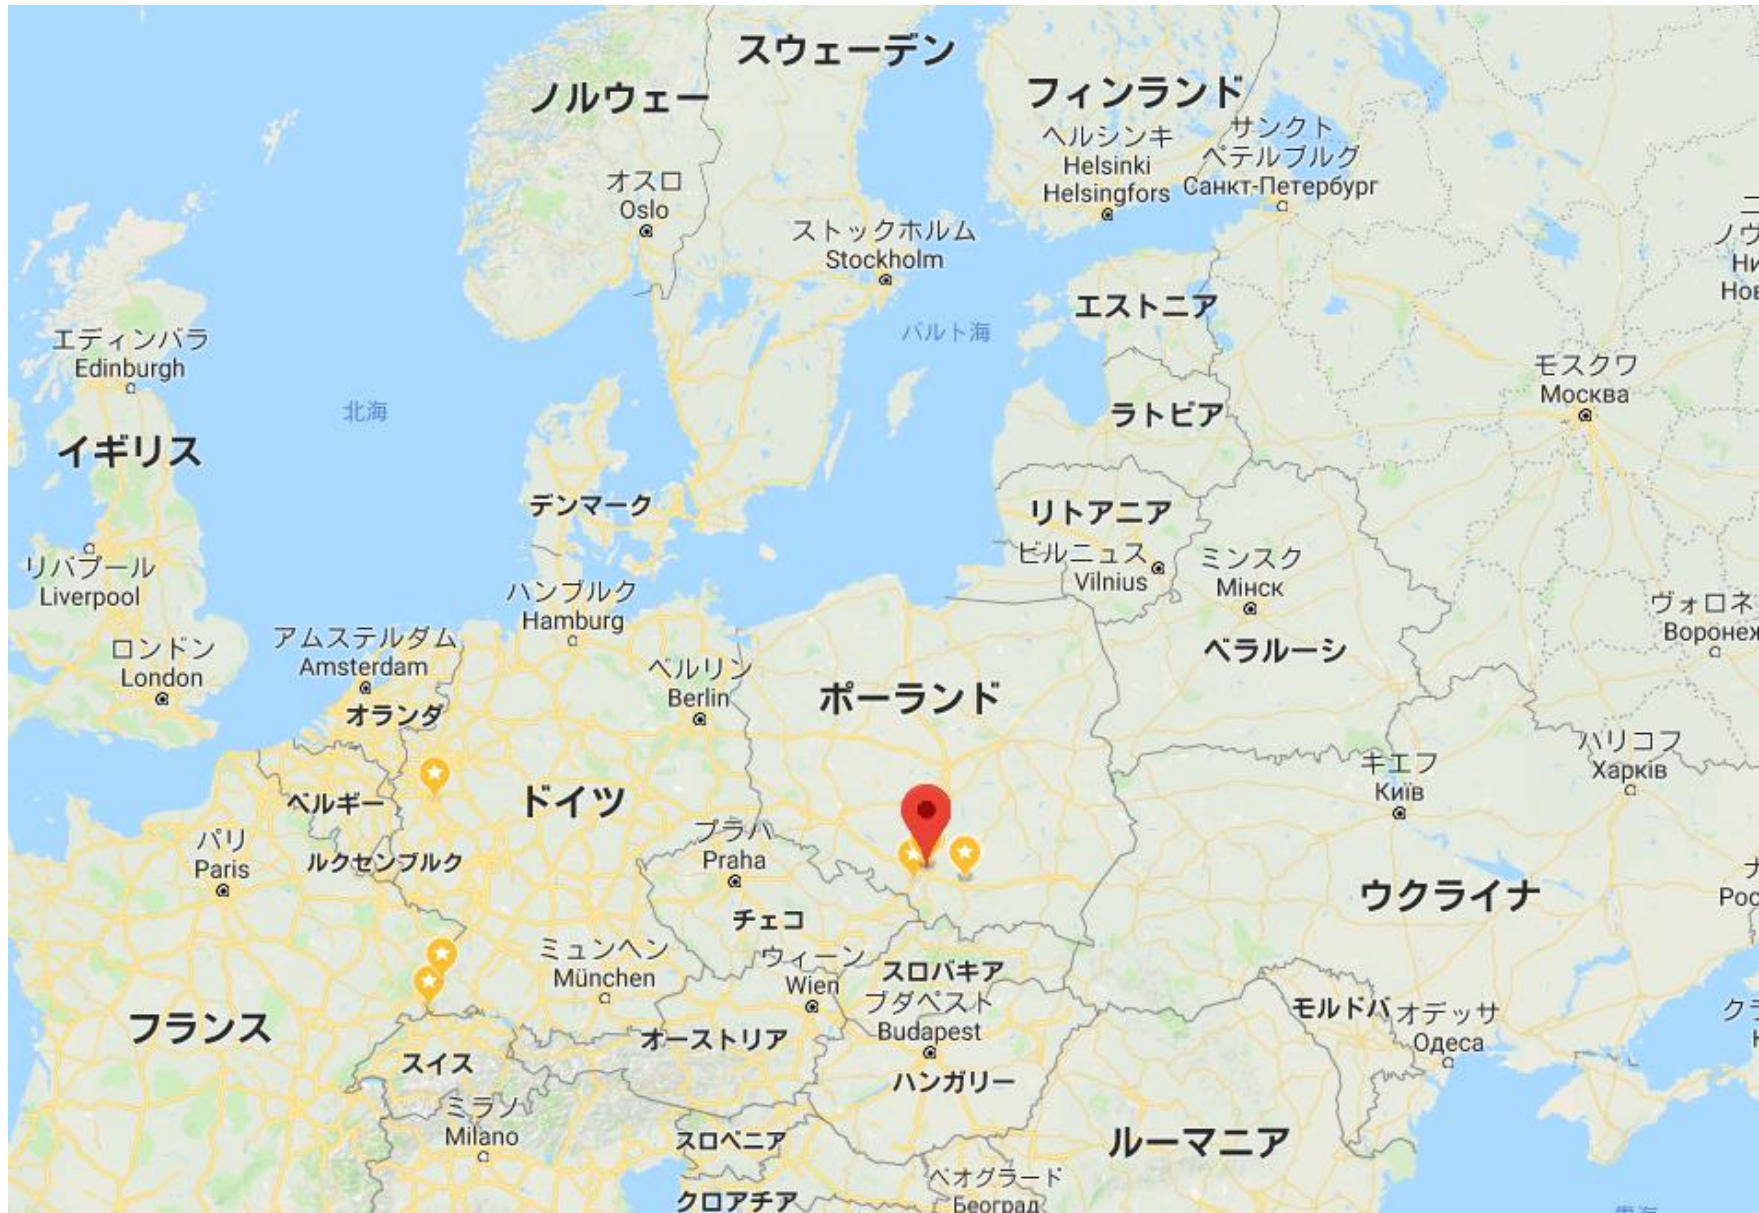 スウェーデン
ノルウェー
フィンランド
ヘルシンキ
Helsinki
Helsingfors
サンクト
ペテルブルグ
Санкт-Петербург
オスロ
Oslo
ストックホルム
Stockholm
エストニア
バルト海
エディンバラ
Edinburgh
モスクワ
Москва
北海
ラトビア
イギリス
デンマーク
リトアニア
ビルニュス
Vilnius
ミンスク
Мінск
リバプール
Liverpool
ハンブルク
Hamburg
ヴォロネ
Воронеж
アムステルダム
Amsterdam
ロンドン
London
ベルリン
Berlin
ベラルーシ
ポーランド
オランダ
ハリコフ
Харків
キエフ
Київ
ベルギー
ドイツ
パリ
Paris
プラハ
Praha
ルクセンブルク
ウクライナ
チェコ
ミュンヘン
München
ウィーン
Wien
スロバキア
ブダペスト
Budapest
モルドバ
オデッサ
Одеса
フランス
オーストリア
スイス
ハンガリー
ミラノ
Milano
スロベニア
ルーマニア
ベオグラード
Београд
クロアチア